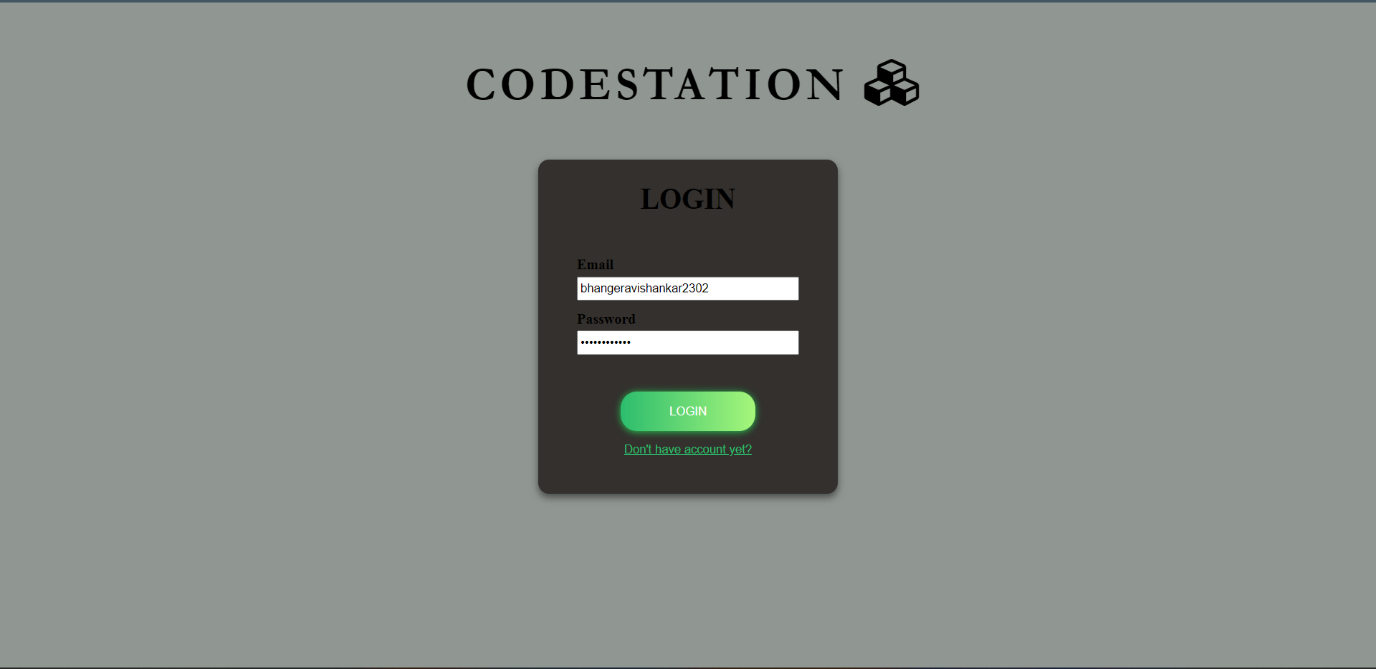 CODESTATION
LOGIN
Email
bhangeravishankar2302
Password
••••••••••••
LOGIN
Don't have account yet?